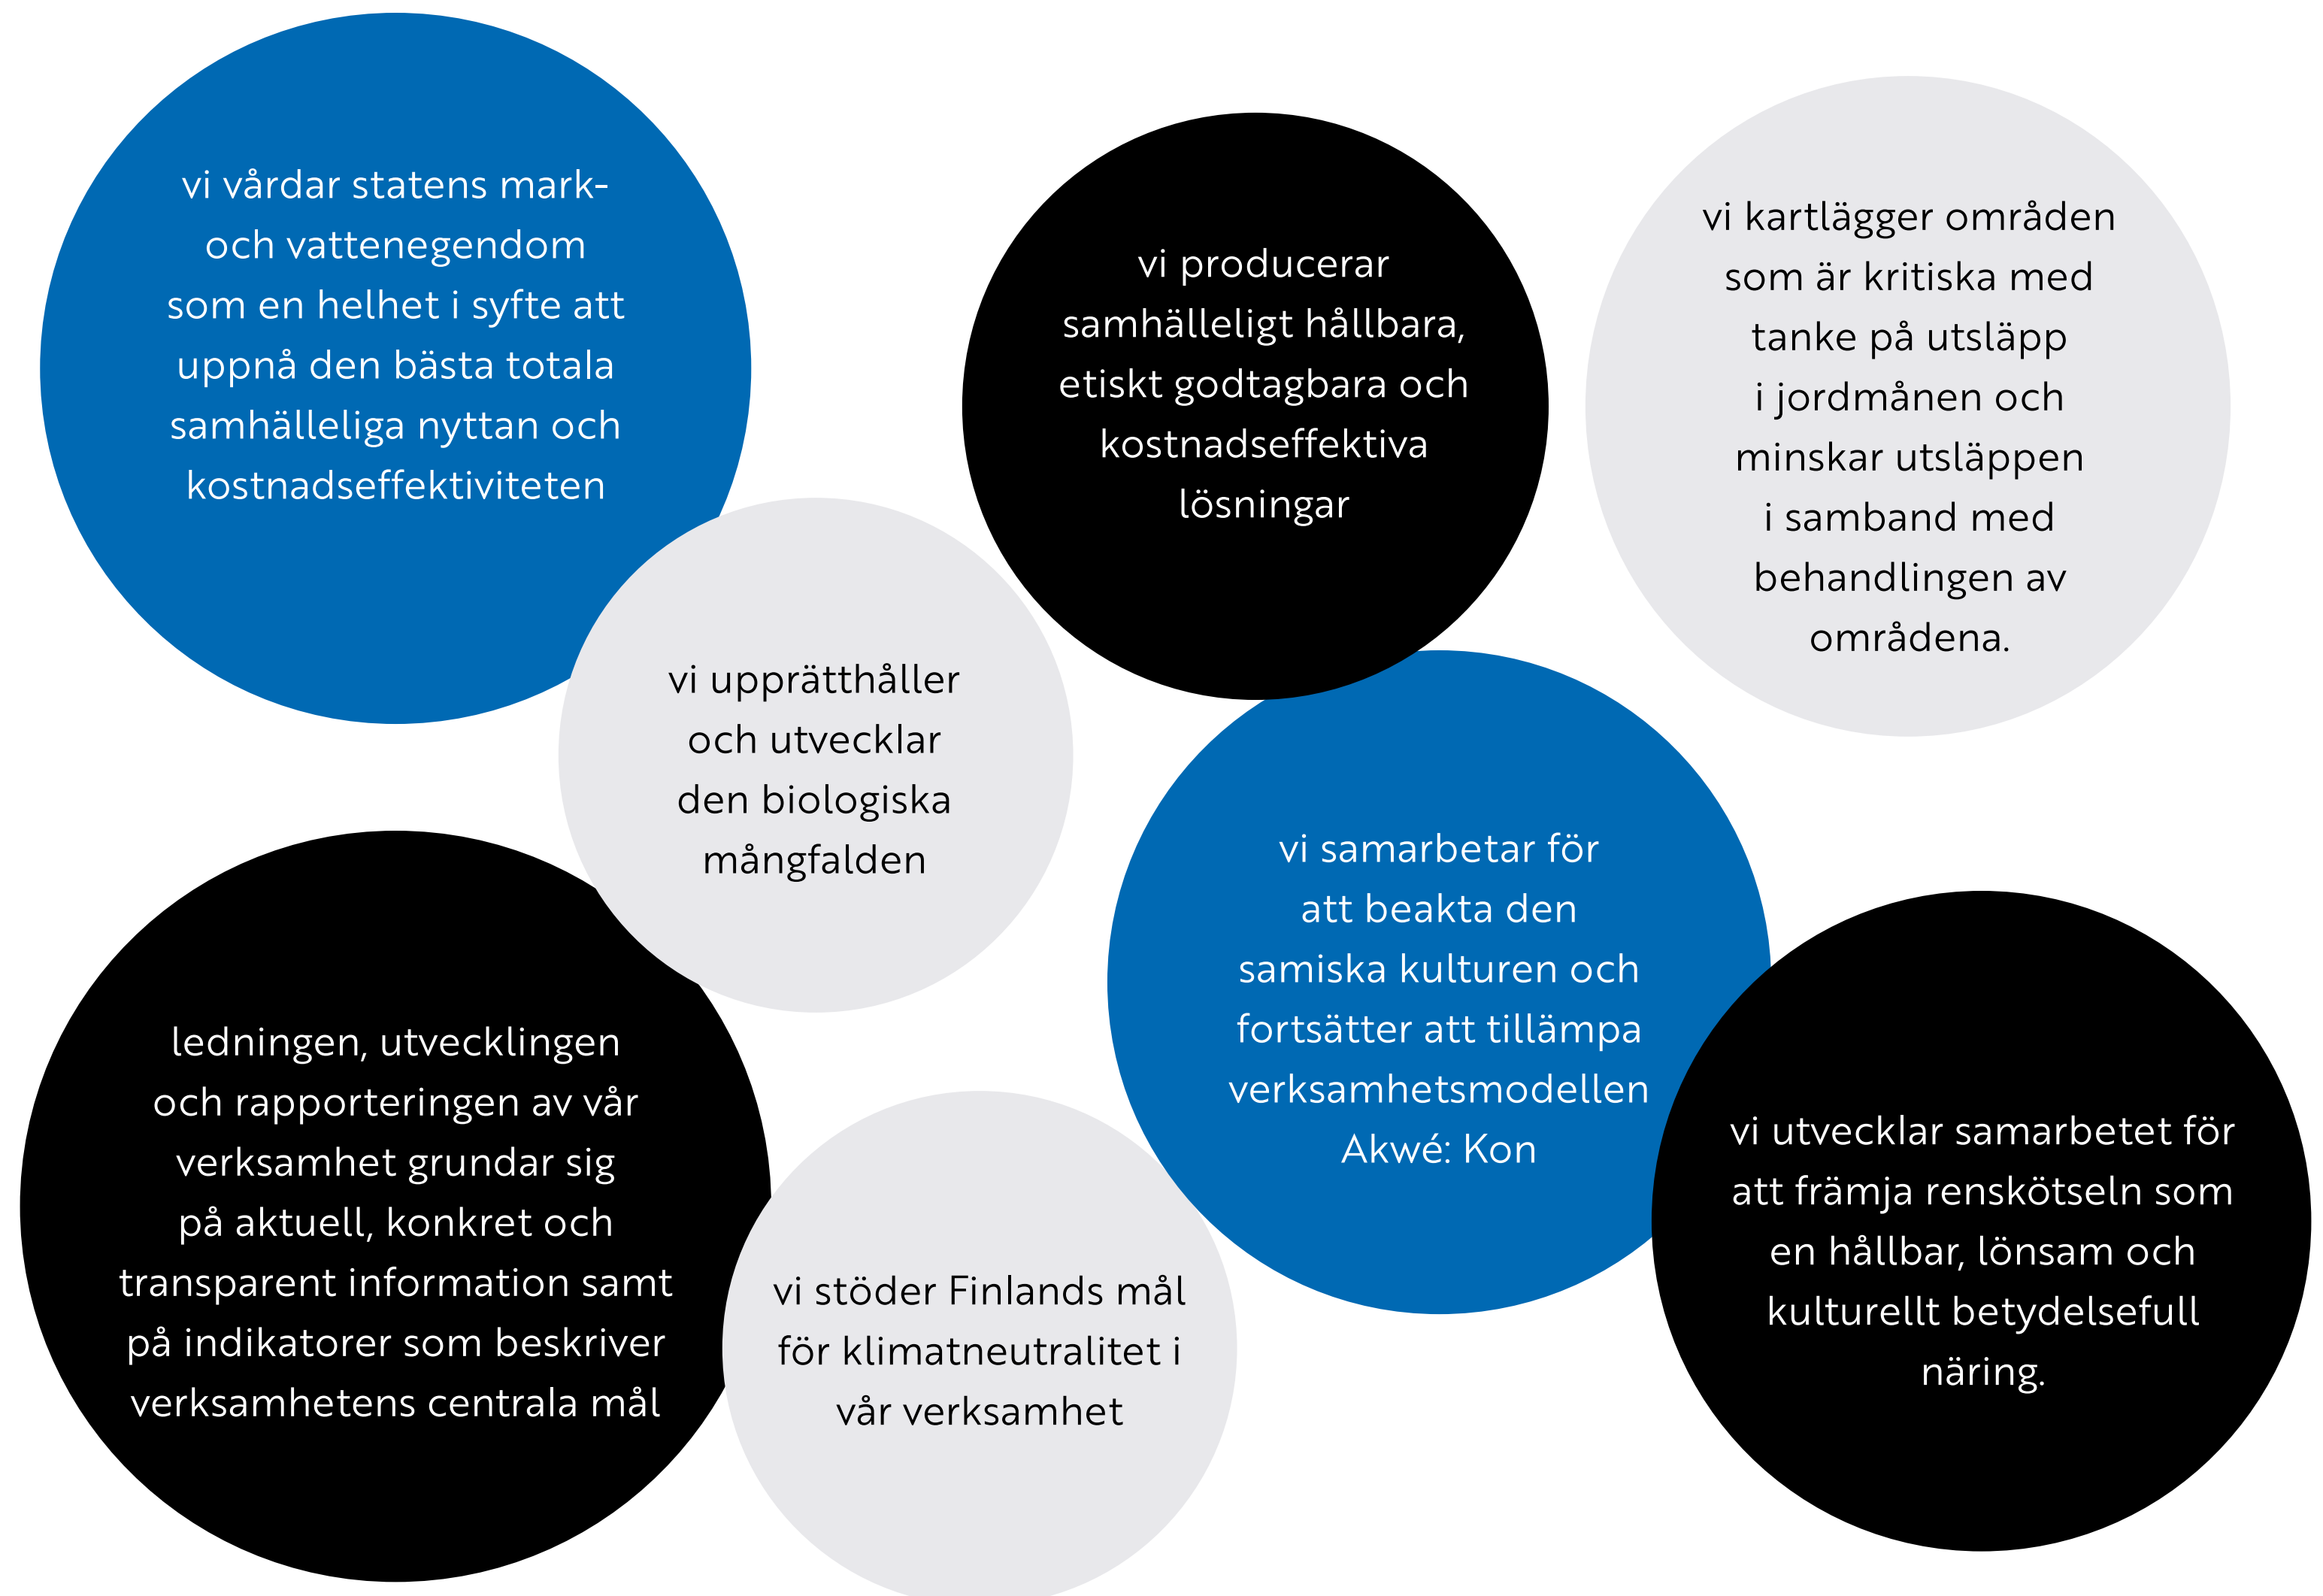 vi vårdar statens mark-
och vattenegendom
som en helhet i syfte att
uppnå den bästa totala
samhälleliga nyttan och
kostnadseffektiviteten
vi producerar
samhälleligt hållbara,
etiskt godtagbara och
kostnadseffektiva
lösningar
vi kartlägger områden
som är kritiska med
tanke på utsläpp
i jordmånen och
minskar utsläppen
i samband med
behandlingen av
områdena.
vi upprätthåller
och utvecklar
den biologiska
mångfalden
vi samarbetar för
att beakta den
samiska kulturen och
fortsätter att tillämpa
verksamhetsmodellen
Akwé: Kon
ledningen, utvecklingen
och rapporteringen av vår
verksamhet grundar sig
på aktuell, konkret och
transparent information samt
på indikatorer som beskriver
verksamhetens centrala mål
vi stöder Finlands mål
för klimatneutralitet i
vår verksamhet
vi utvecklar samarbetet för
att främja renskötseln som
en hållbar, lönsam och
kulturellt betydelsefull
näring.